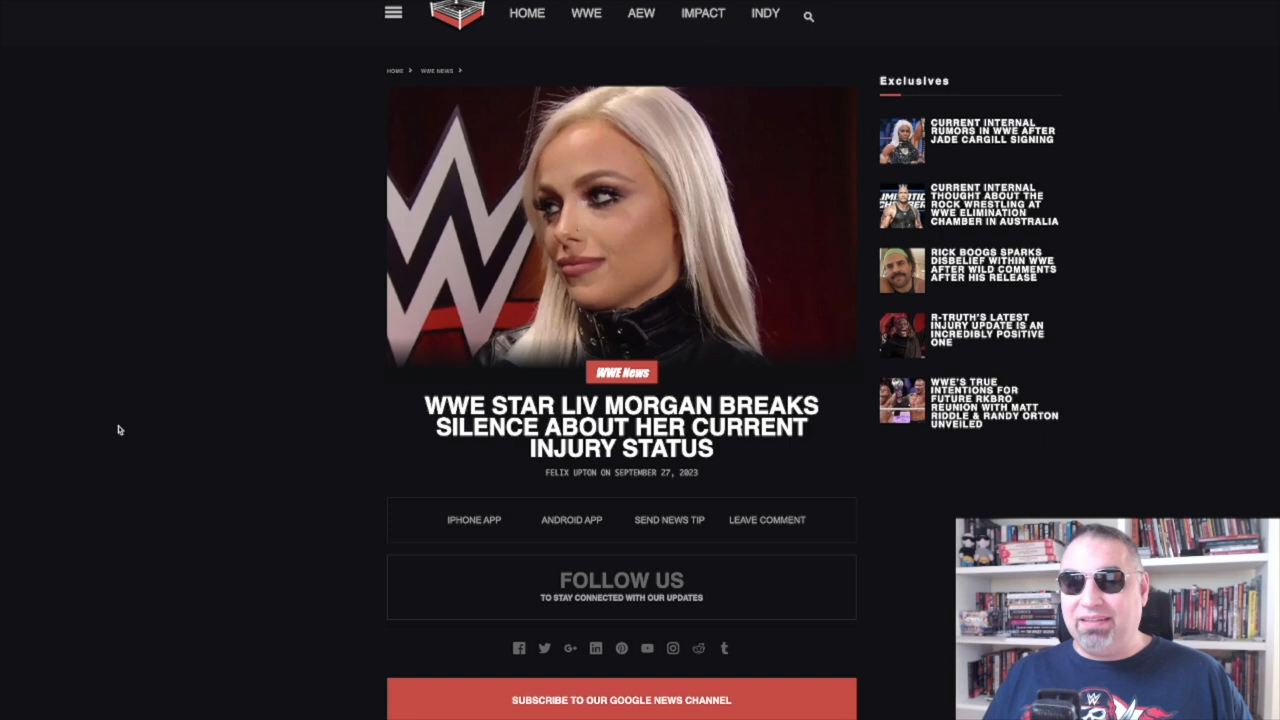 HOME
WWE
AEW
IMPACT
INDY
HOME
WWE NEWS
WWE News
WWE STAR LIV MORGAN BREAKS
SILENCE ABOUT HER CURRENT
INJURY STATUS
FELIX UPTON ON SEPTEMBER 27, 2023
IPHONE APP
ANDROID APP
SEND NEWS TIP
LEAVE COMMENT
FOLLOW US
TO STAY CONNECTED WITH OUR UPDATES
SUBSCRIBE TO OUR GOOGLE NEWS CHANNEL
Exclusives
CURRENT INTERNAL
RUMORS IN WWE AFTER
JADE CARGILL SIGNING
CURRENT INTERNAL
THOUGHT ABOUT THE
ROCK WRESTLING AT
WWE ELIMINATION
CHAMBER IN AUSTRALIA
RICK BOOGS SPARKS
DISBELIEF WITHIN WWE
AFTER WILD COMMENTS
AFTER HIS RELEASE
R-TRUTH'S LATEST
INJURY UPDATE IS AN
INCREDIBLY POSITIVE
ONE
WWE'S TRUE
INTENTIONS FOR
FUTURE RKBRO
REUNION WITH MATT
RIDDLE & RANDY ORTON
UNVEILED